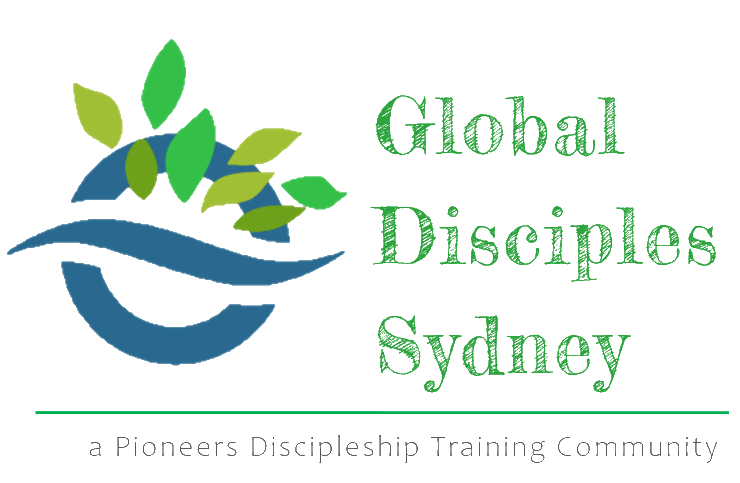 Global
Disciples
Sydney
a Pioneers Discipleship Training Community